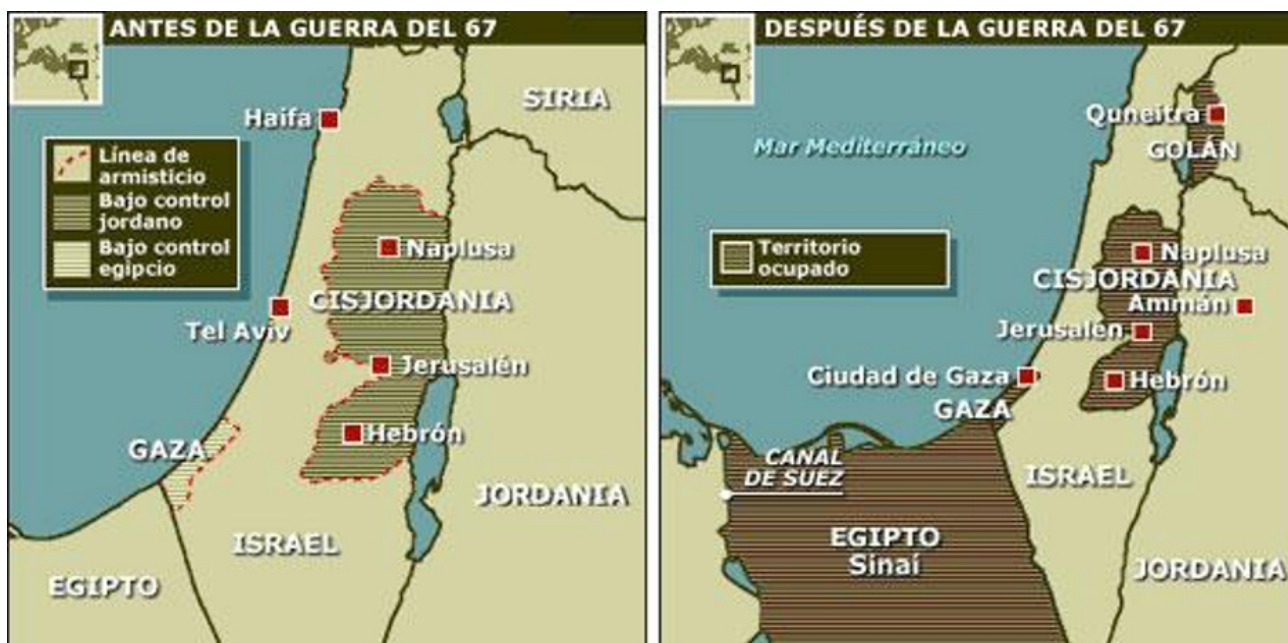 ANTES DE LA GUERRA DEL 67
SIRIA
Haifa
Línea de
armisticio
Bajo control
jordano
Bajo control
egipcio
Naplusa
CISJORDANIA
Tel Aviv
Jerusalén
Hebrón
GAZA
JORDANIA
ISRAEL
EGIPTO
DESPUÉS DE LA GUERRA DEL 67
Quneitra
Mar Mediterráneo
GOLÁN
Territorio
ocupado
Naplusa
CISJORDANIA
Ammán
Jerusalén
Ciudad de Gaza
Hebrón
GAZA
CANAL
DE SUEZ
ISRAEL
EGIPTO
Sinaí
JORDANIA